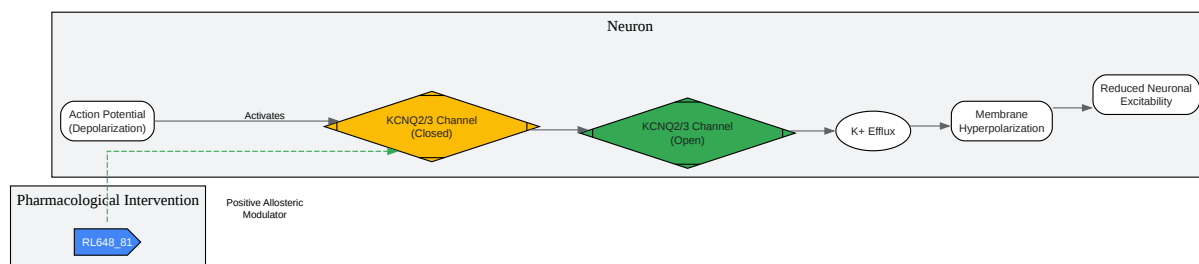 Neuron
Action Potential
(Depolarization)
Activates
KCNQ2/3 Channel
(Closed)
KCNQ2/3 Channel
(Open)
K+ Efflux
Membrane
Hyperpolarization
Reduced Neuronal
Excitability
Pharmacological Intervention
RL648_81
Positive Allosteric
Modulator